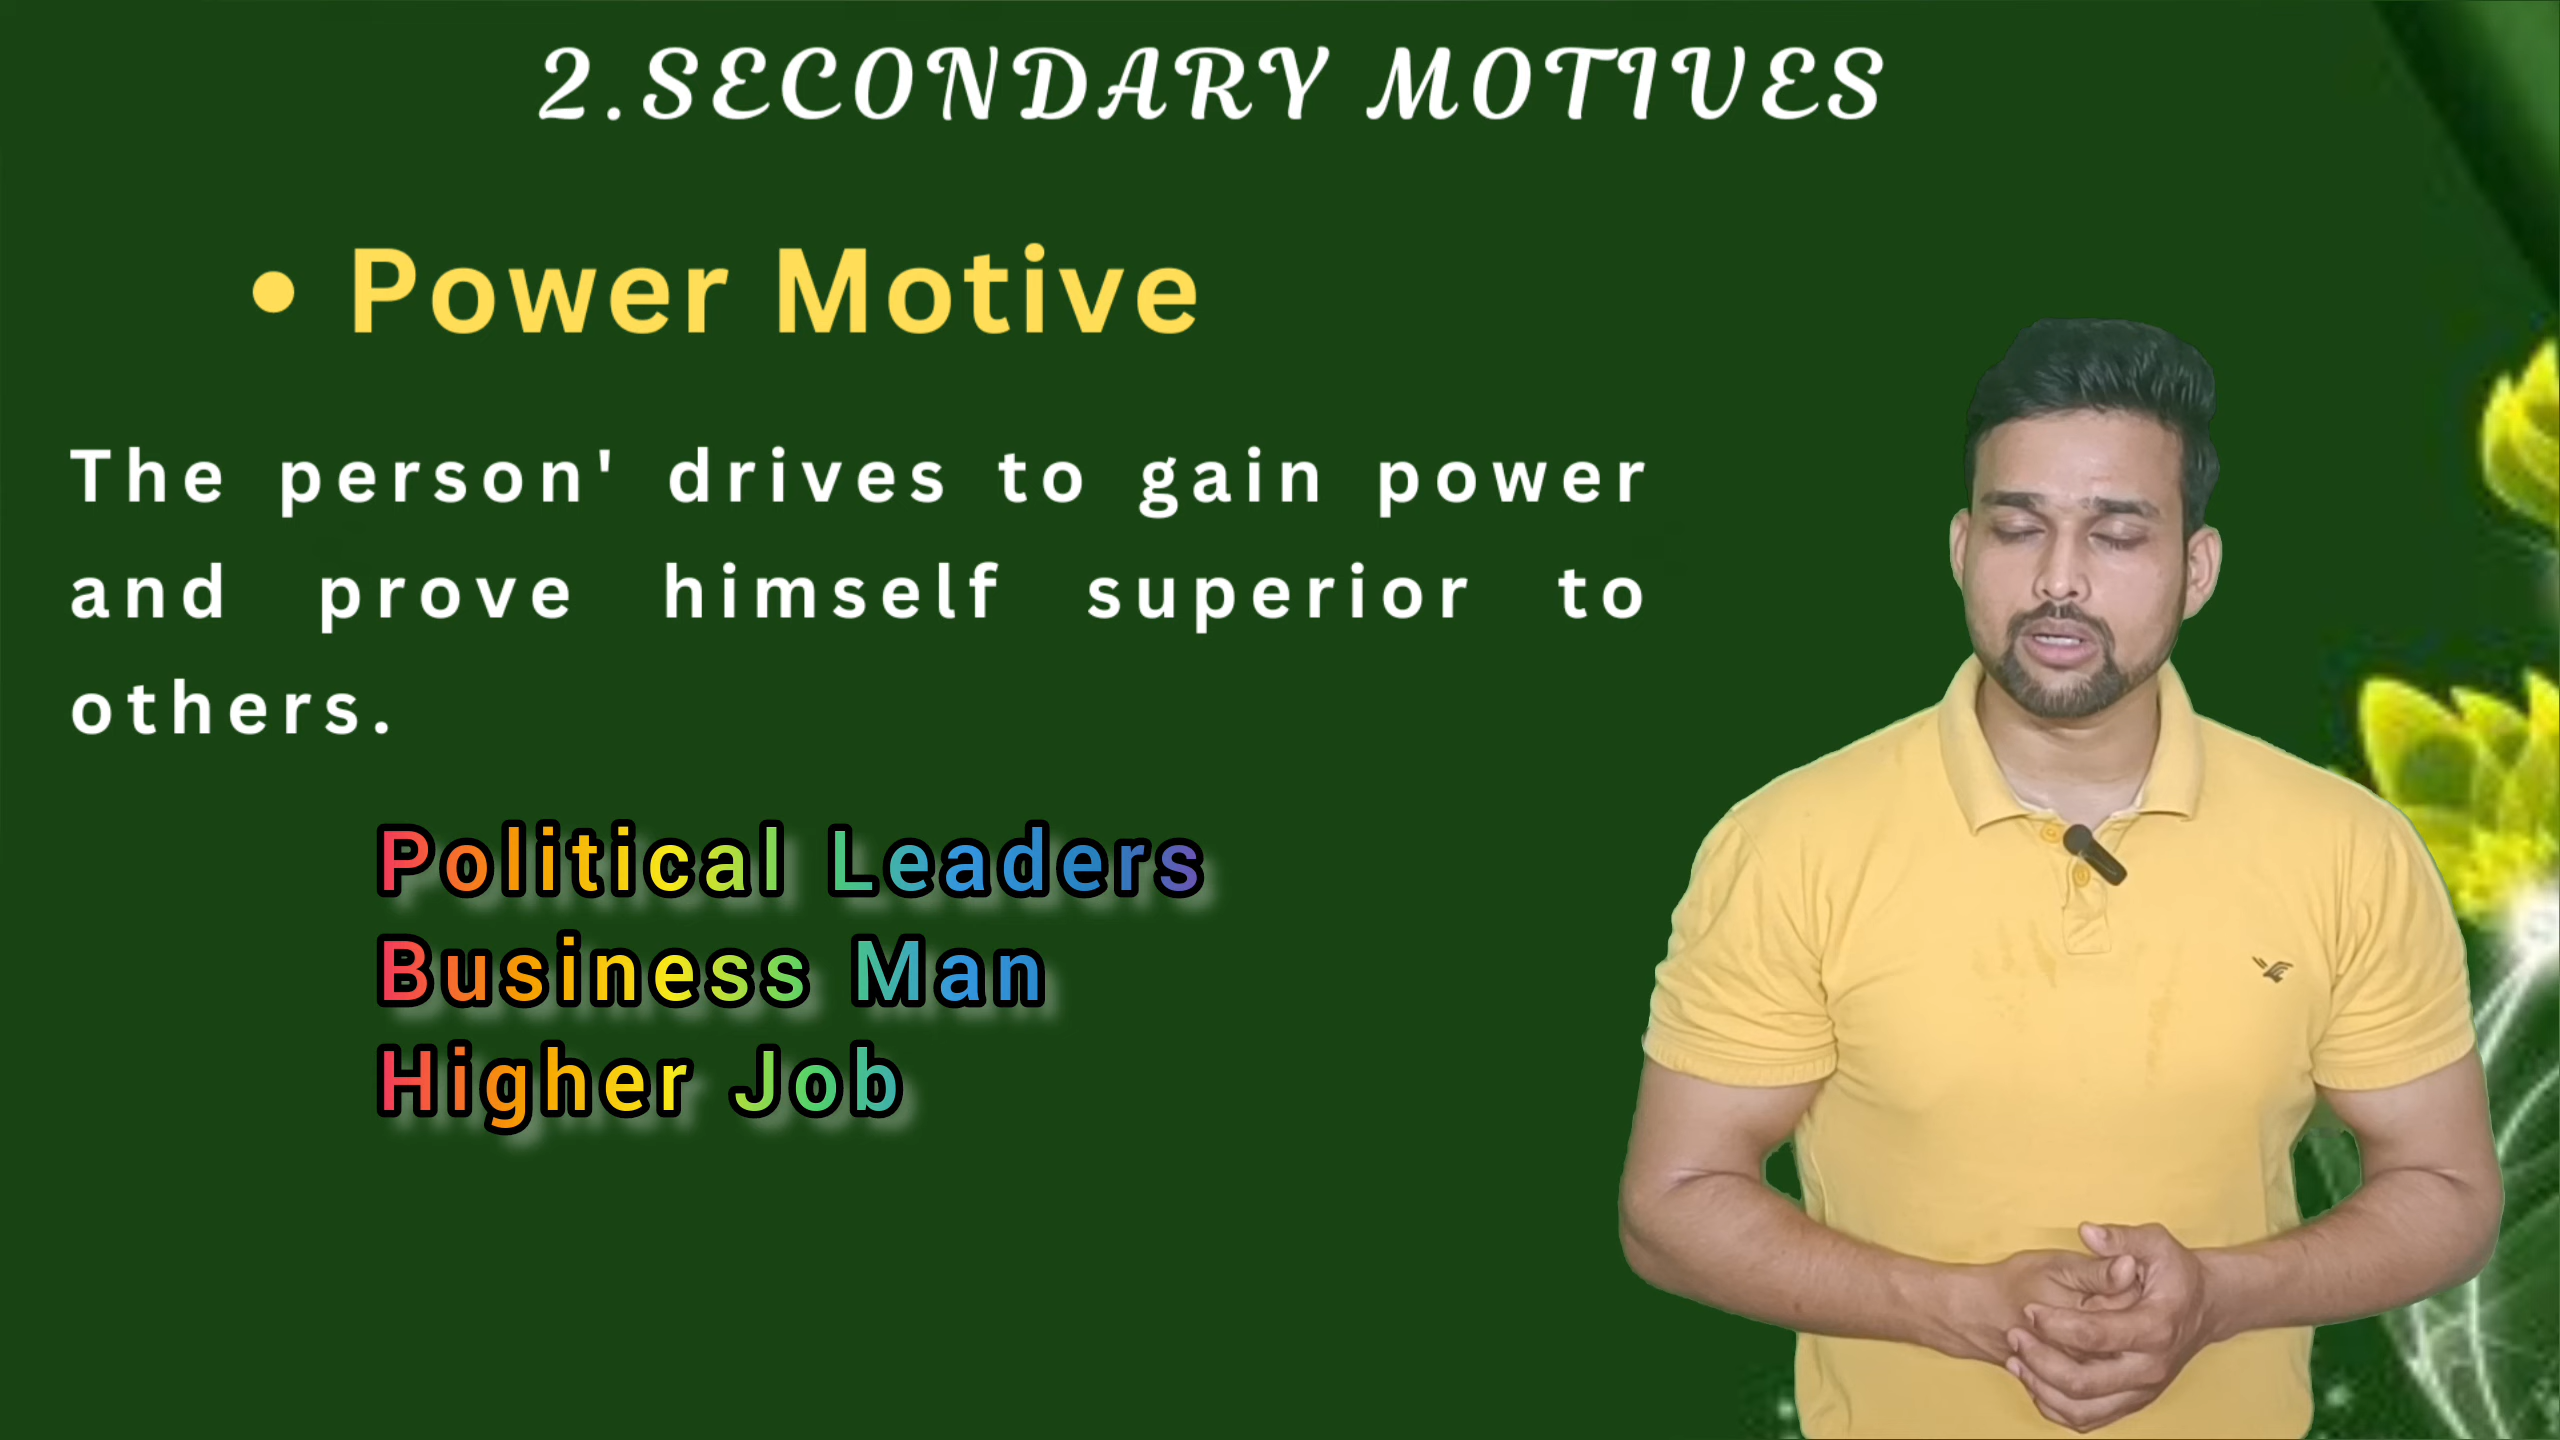 2.SECONDARY MOTIVES
• Power Motive
The person' drives to gain power
and prove himself superior to
others.
Political Leaders
Business Man
Higher Job